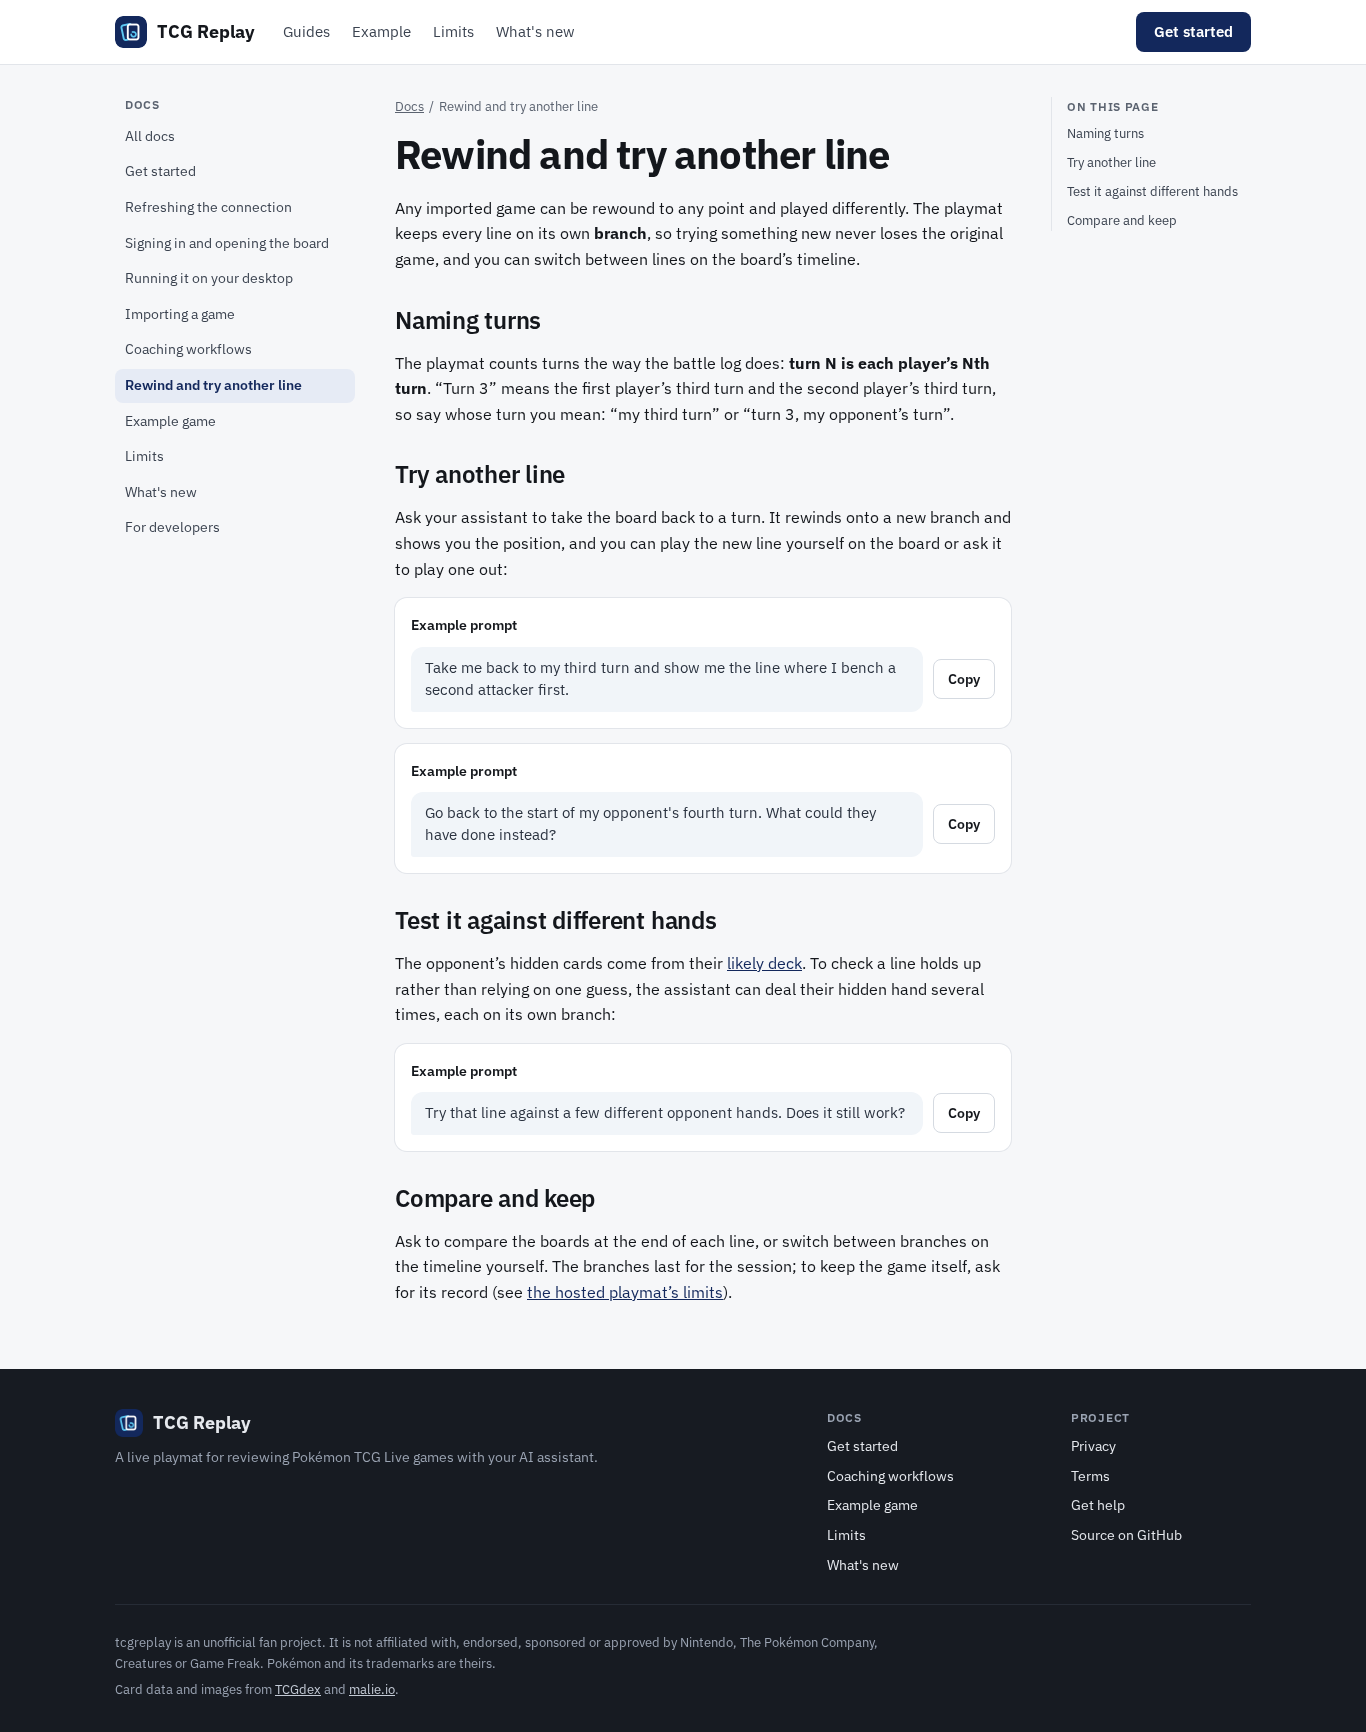 TCG Replay
Guides
Example
Limits
What's new
Get started
DOCS
All docs
Get started
Refreshing the connection
Signing in and opening the board
Running it on your desktop
Importing a game
Coaching workflows
Rewind and try another line
Example game
Limits
What's new
For developers
Docs / Rewind and try another line
Rewind and try another line
Any imported game can be rewound to any point and played differently. The playmat
keeps every line on its own branch, so trying something new never loses the original
game, and you can switch between lines on the board’s timeline.
Naming turns
The playmat counts turns the way the battle log does: turn N is each player’s Nth
turn. “Turn 3” means the first player’s third turn and the second player’s third turn,
so say whose turn you mean: “my third turn” or “turn 3, my opponent’s turn”.
Try another line
Ask your assistant to take the board back to a turn. It rewinds onto a new branch and
shows you the position, and you can play the new line yourself on the board or ask it
to play one out:
Example prompt
Take me back to my third turn and show me the line where I bench a
second attacker first.
Copy
Example prompt
Go back to the start of my opponent's fourth turn. What could they
have done instead?
Copy
Test it against different hands
The opponent’s hidden cards come from their likely deck. To check a line holds up
rather than relying on one guess, the assistant can deal their hidden hand several
times, each on its own branch:
Example prompt
Try that line against a few different opponent hands. Does it still work?
Copy
Compare and keep
Ask to compare the boards at the end of each line, or switch between branches on
the timeline yourself. The branches last for the session; to keep the game itself, ask
for its record (see the hosted playmat’s limits).
ON THIS PAGE
Naming turns
Try another line
Test it against different hands
Compare and keep
TCG Replay
A live playmat for reviewing Pokémon TCG Live games with your AI assistant.
DOCS
Get started
Coaching workflows
Example game
Limits
What's new
PROJECT
Privacy
Terms
Get help
Source on GitHub
tcgreplay is an unofficial fan project. It is not affiliated with, endorsed, sponsored or approved by Nintendo, The Pokémon Company,
Creatures or Game Freak. Pokémon and its trademarks are theirs.
Card data and images from TCGdex and malie.io.